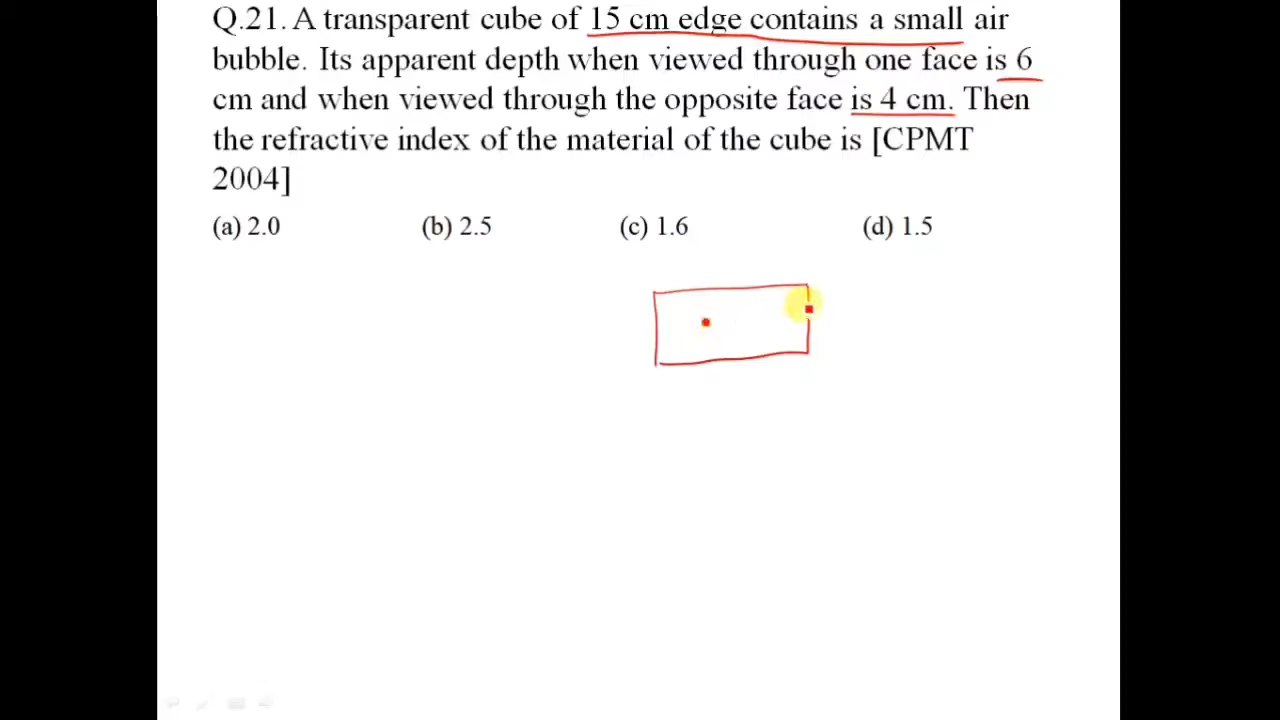 Q.21. A transparent cube of 15 cm edge contains a small air
bubble. Its apparent depth when viewed through one face is 6
cm and when viewed through the opposite face is 4 cm. Then
the refractive index of the material of the cube is [CPMT
2004]
(a) 2.0 (b) 2.5 (c) 1.6 (d) 1.5